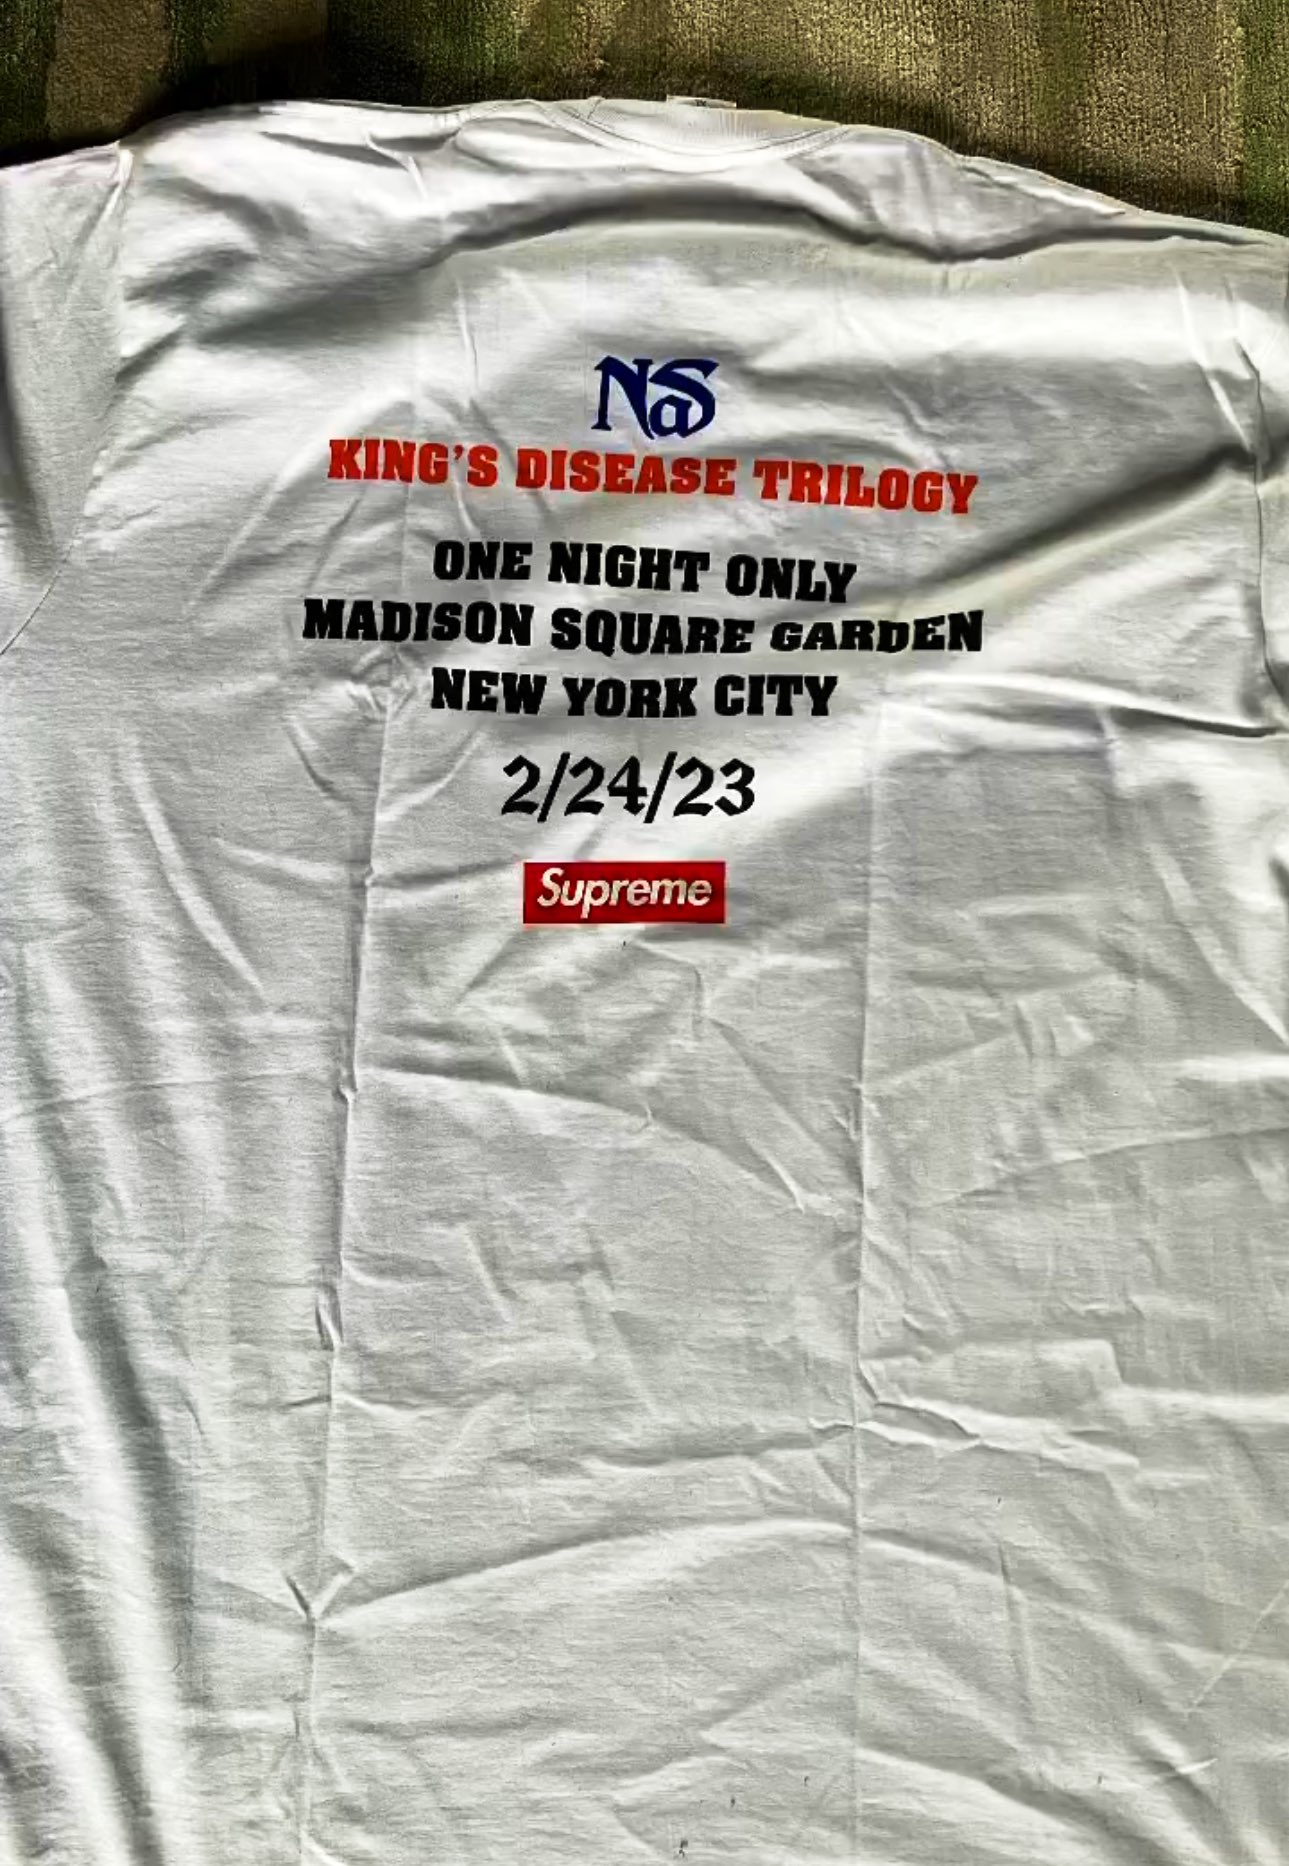 NaS
KING'S DISEASE TRILOGY
ONE NIGHT ONLY
MADISON SQUARE GARDEN
NEW YORK CITY
2/24/23
Supreme